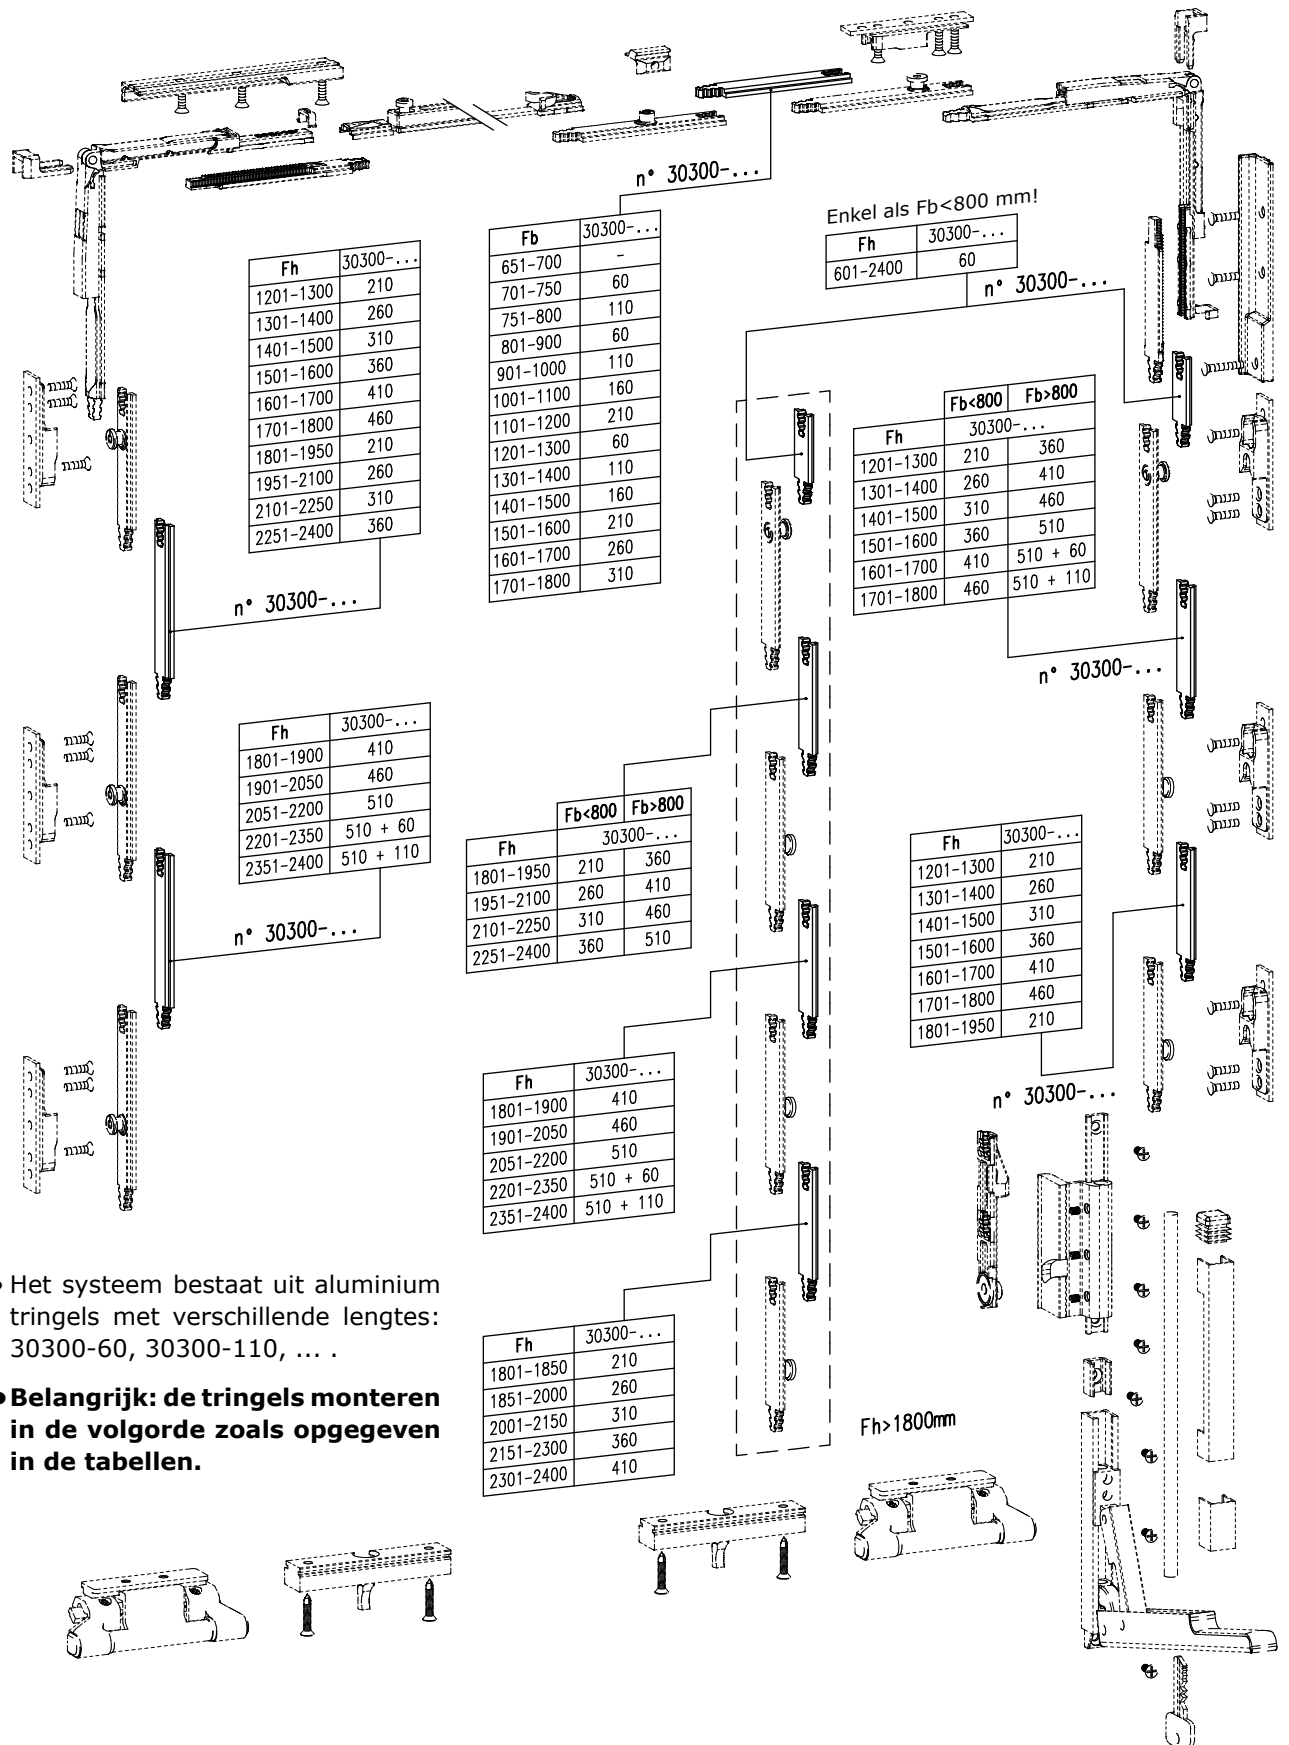 n° 30300-...
Enkel als Fb<800 mm!
Fh 30300-...
601-2400 60
n° 30300-...
Fh 30300-...
1201-1300 210
1301-1400 260
1401-1500 310
1501-1600 360
1601-1700 410
1701-1800 460
1801-1950 210
1951-2100 260
2101-2250 310
2251-2400 360
n° 30300-...
Fb 30300-...
651-700 -
701-750 60
751-800 110
801-900 60
901-1000 110
1001-1100 160
1101-1200 210
1201-1300 60
1301-1400 110
1401-1500 160
1501-1600 210
1601-1700 260
1701-1800 310
Fb<800 Fb>800
Fh 30300-...
1201-1300 210 360
1301-1400 260 410
1401-1500 310 460
1501-1600 360 510
1601-1700 410 510 + 60
1701-1800 460 510 + 110
n° 30300-...
Fh 30300-...
1801-1900 410
1901-2050 460
2051-2200 510
2201-2350 510 + 60
2351-2400 510 + 110
n° 30300-...
Fb<800 Fb>800
Fh 30300-...
1801-1950 210 360
1951-2100 260 410
2101-2250 310 460
2251-2400 360 510
Fh 30300-...
1201-1300 210
1301-1400 260
1401-1500 310
1501-1600 360
1601-1700 410
1701-1800 460
1801-1950 210
n° 30300-...
Fh 30300-...
1801-1900 410
1901-2050 460
2051-2200 510
2201-2350 510 + 60
2351-2400 510 + 110
Fh 30300-...
1801-1850 210
1851-2000 260
2001-2150 310
2151-2300 360
2301-2400 410
Fh>1800mm
• Het systeem bestaat uit aluminium
tringels met verschillende lengtes:
30300-60, 30300-110, ... .
• Belangrijk: de tringels monteren
in de volgorde zoals opgegeven
in de tabellen.